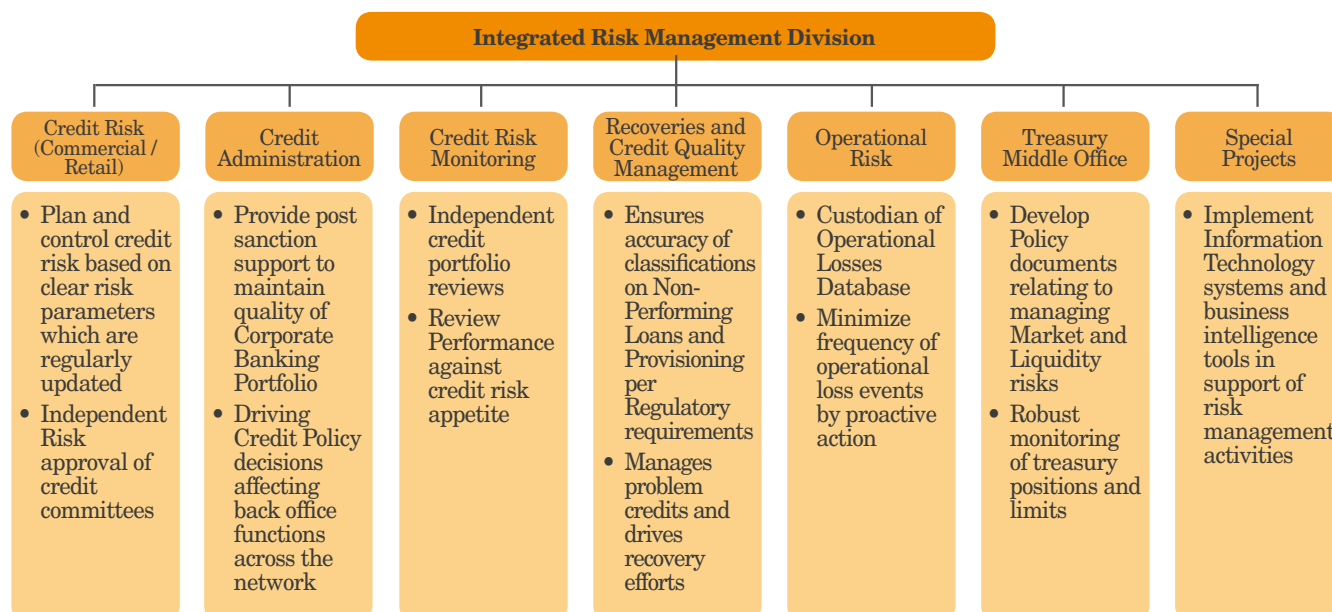 Integrated Risk Management Division
Credit Risk
(Commercial /
Retail)
• Plan and
control credit
risk based on
clear risk
parameters
which are
regularly
updated
• Independent
Risk
approval of
credit
committees
Credit
Administration
• Provide post
sanction
support to
maintain
quality of
Corporate
Banking
Portfolio
• Driving
Credit Policy
decisions
affecting
back office
functions
across the
network
Credit Risk
Monitoring
• Independent
credit
portfolio
reviews
• Review
Performance
against
credit risk
appetite
Recoveries and
Credit Quality
Management
• Ensures
accuracy of
classifications
on Non-
Performing
Loans and
Provisioning
per
Regulatory
requirements
• Manages
problem
credits and
drives
recovery
efforts
Operational
Risk
• Custodian of
Operational
Losses
Database
• Minimize
frequency of
operational
loss events
by proactive
action
Treasury
Middle Office
• Develop
Policy
documents
relating to
managing
Market and
Liquidity
risks
• Robust
monitoring
of treasury
positions and
limits
Special
Projects
• Implement
Information
Technology
systems and
business
intelligence
tools in
support of
risk
management
activities